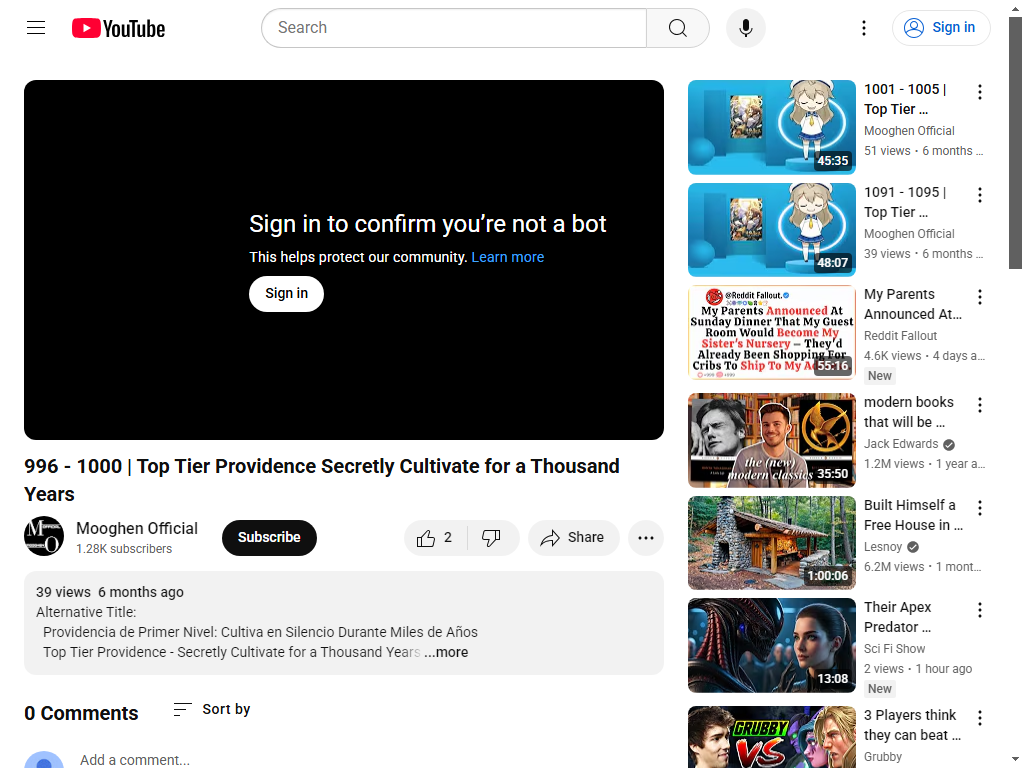 YouTube
Search
Sign in
Sign in to confirm you're not a bot
This helps protect our community. Learn more
Sign in
996 - 1000 | Top Tier Providence Secretly Cultivate for a Thousand
Years
Mooghen Official
1.28K subscribers
Subscribe
2
Share
39 views 6 months ago
Alternative Title:
Providencia de Primer Nivel: Cultiva en Silencio Durante Miles de Años
Top Tier Providence - Secretly Cultivate for a Thousand Years ...more
0 Comments
Sort by
Add a comment...
45:35
1001 - 1005 |
Top Tier ...
Mooghen Official
51 views • 6 months ...
48:07
1091 - 1095 |
Top Tier ...
Mooghen Official
39 views • 6 months ...
@Reddit Fallout.
My Parents Announced At
Sunday Dinner That My Guest
Room Would Become My
Sister's Nursery – They'd
Already Been Shopping For
Cribs To Ship To My
55:16
My Parents
Announced At...
Reddit Fallout
4.6K views • 4 days a...
New
the (new)
modern classics
35:50
modern books
that will be ...
Jack Edwards
1.2M views • 1 year a...
1:00:06
Built Himself a
Free House in ...
Lesnoy
6.2M views • 1 mont...
13:08
Their Apex
Predator ...
Sci Fi Show
2 views • 1 hour ago
New
GRUBBY
VS
3 Players think
they can beat ...
Grubby